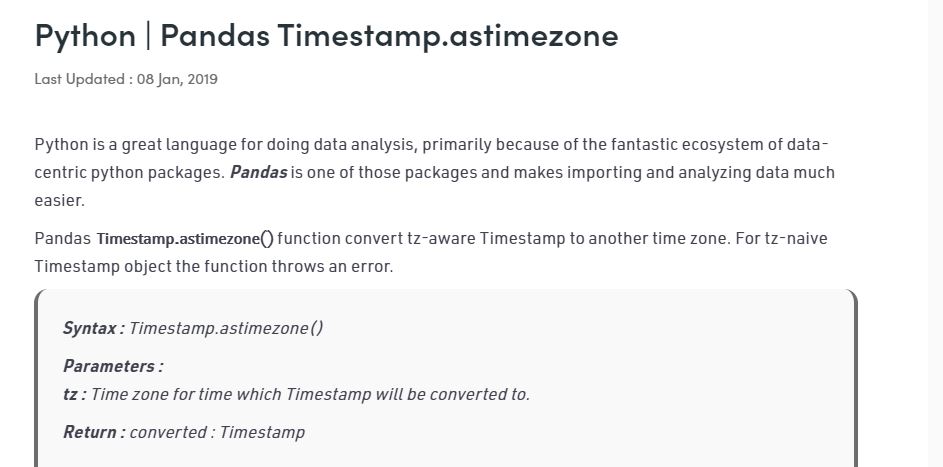 Python | Pandas Timestamp.astimezone
Last Updated : 08 Jan, 2019
Python is a great language for doing data analysis, primarily because of the fantastic ecosystem of data-
centric python packages. Pandas is one of those packages and makes importing and analyzing data much
easier.
Pandas Timestamp.astimezone() function convert tz-aware Timestamp to another time zone. For tz-naive
Timestamp object the function throws an error.
Syntax : Timestamp.astimezone()
Parameters :
tz : Time zone for time which Timestamp will be converted to.
Return : converted : Timestamp